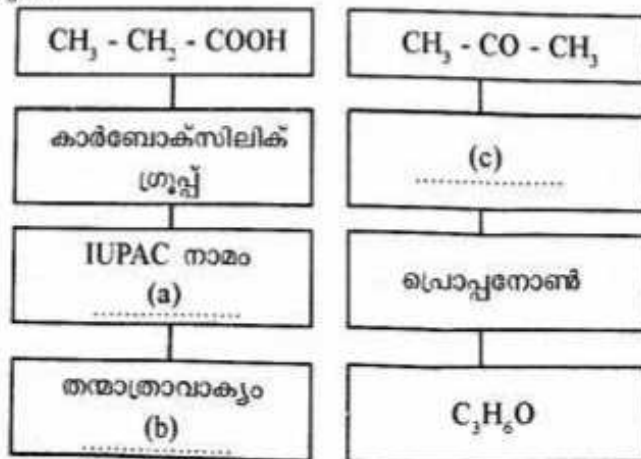 CH₃ - CH₂ - COOH
കാർബോക്സിലിക്
ഗ്രൂപ്പ്
IUPAC നാമം
(a)
തന്മാത്രാവാക്യം
(b)
CH₃ - CO - CH₃
(c)
പ്രൊപ്പനോൺ
C₃H₆O